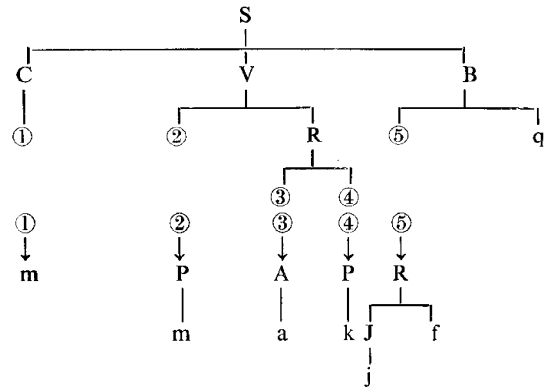 S
C V B
① ② R ⑤ q
③ ④
① ② ③ ④ ⑤
m P A P R
m a k J f
j